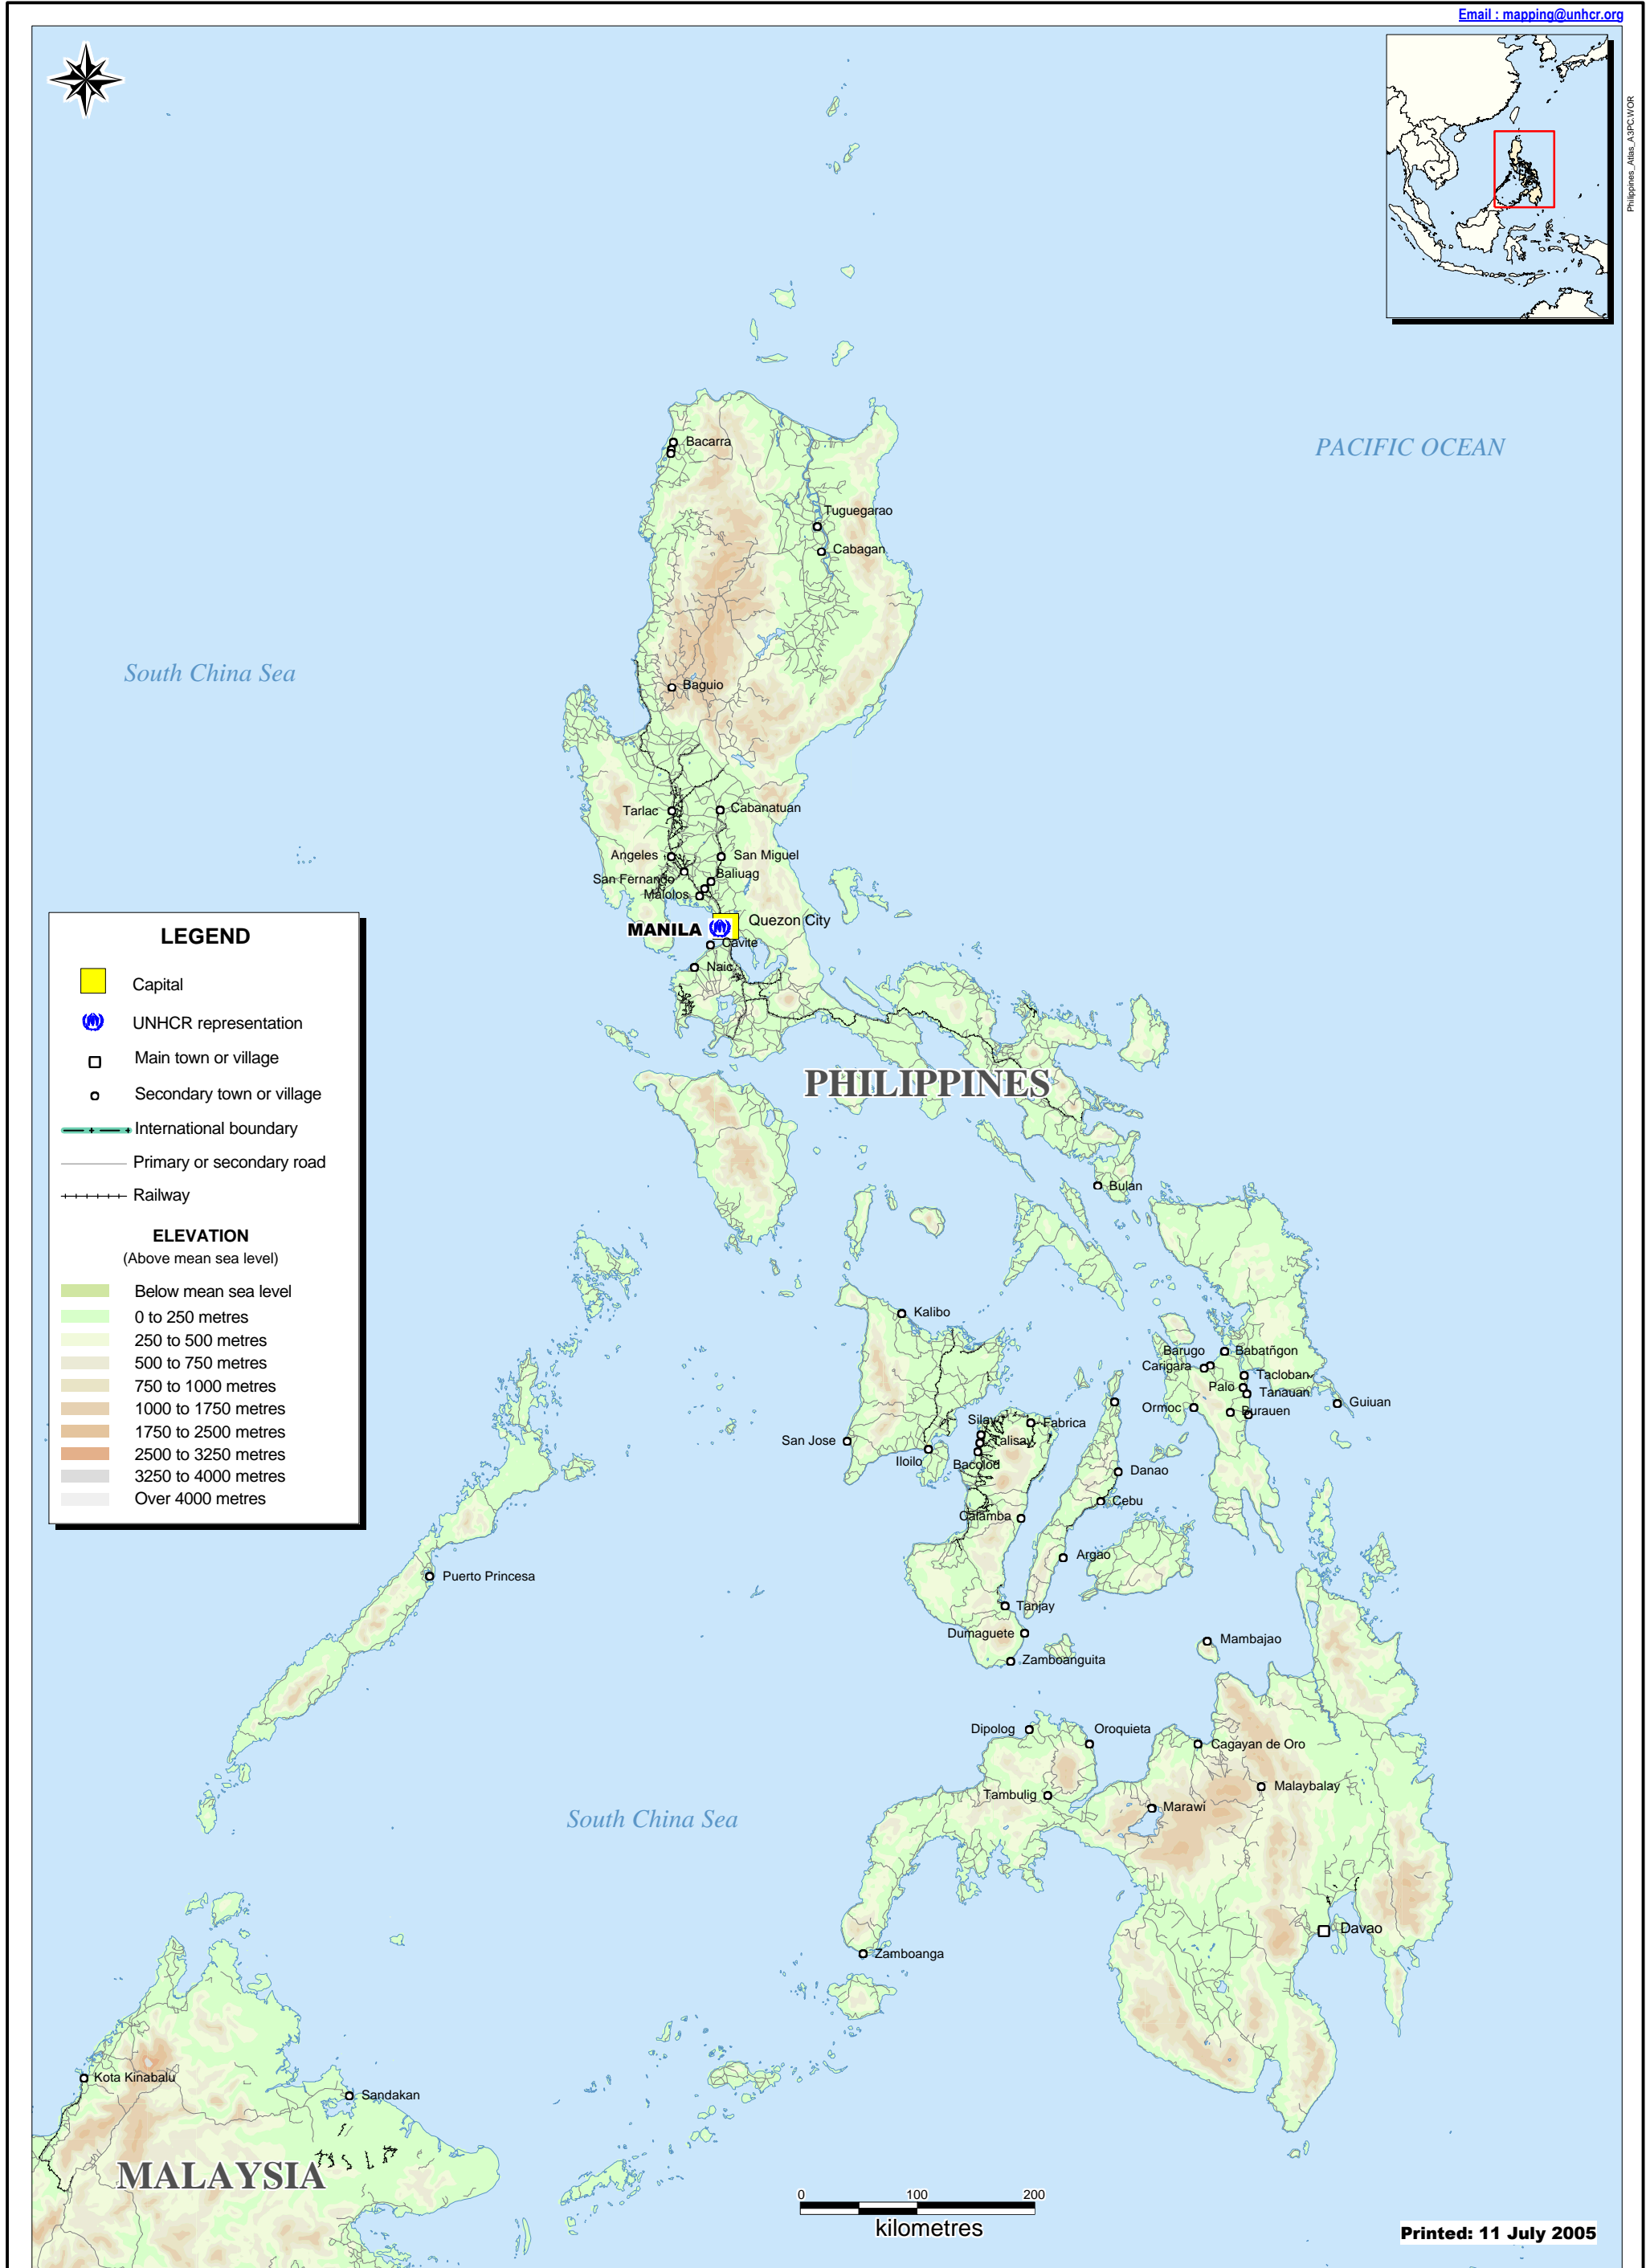 Email : mapping@unhcr.org
Philippines_Atlas_A3PC.WOR
PACIFIC OCEAN
Bacarra
Tuguegarao
Cabagan
South China Sea
Baguio
Tarlac
Cabanatuan
Angeles
San Miguel
San Fernando
Baliuag
Malolos
Quezon City
MANILA
Cavite
Naic
LEGEND
Capital
UNHCR representation
Main town or village
Secondary town or village
International boundary
Primary or secondary road
Railway
ELEVATION
(Above mean sea level)
Below mean sea level
0 to 250 metres
250 to 500 metres
500 to 750 metres
750 to 1000 metres
1000 to 1750 metres
1750 to 2500 metres
2500 to 3250 metres
3250 to 4000 metres
Over 4000 metres
PHILIPPINES
Bulan
Kalibo
Barugo
Babatñgon
Carigara
Tacloban
Palo
Tanauan
Guiuan
Ormoc
Burauen
Silay
Fabrica
San Jose
Talisay
Iloilo
Bacolod
Danao
Cebu
Calamba
Argao
Puerto Princesa
Tanjay
Dumaguete
Mambajao
Zamboanguita
Dipolog
Oroquieta
Cagayan de Oro
Malaybalay
Tambulig
Marawi
South China Sea
Davao
Zamboanga
Kota Kinabalu
Sandakan
MALAYSIA
0 100 200
kilometres
Printed: 11 July 2005